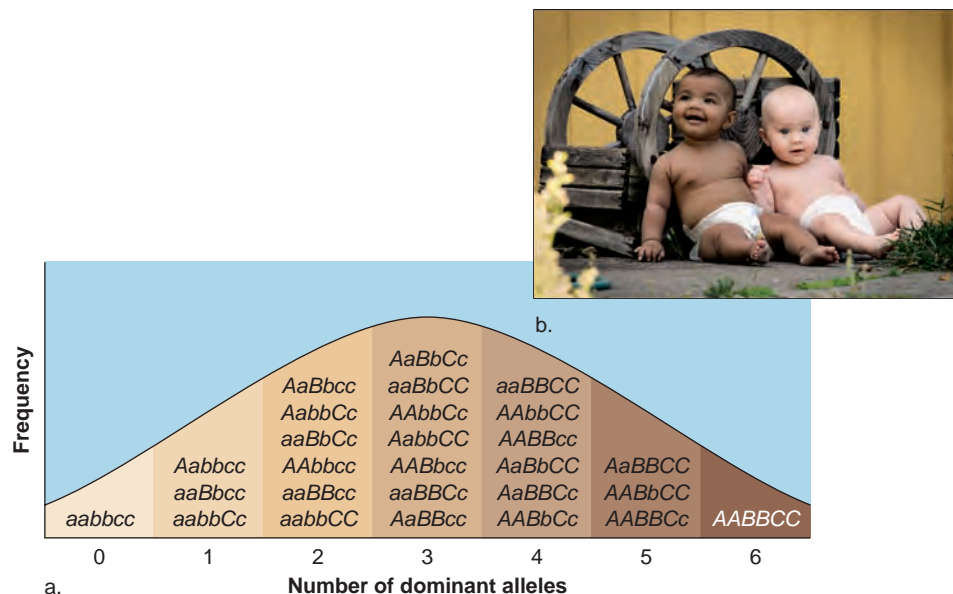 b.
Frequency
AaBbCc
AaBbcc aaBbCC aaBBCC
AabbCc AAbbCc AAbbCC
aaBbCc AabbCC AABBcc
Aabbcc AAbbcc AABbcc AaBbCC AaBBCC
aaBbcc aaBBcc aaBBCc AaBBCc AABbCC
aabbcc aabbCc aabbCC AaBBcc AABbCc AABBCc AABBCC
0 1 2 3 4 5 6
a. Number of dominant alleles